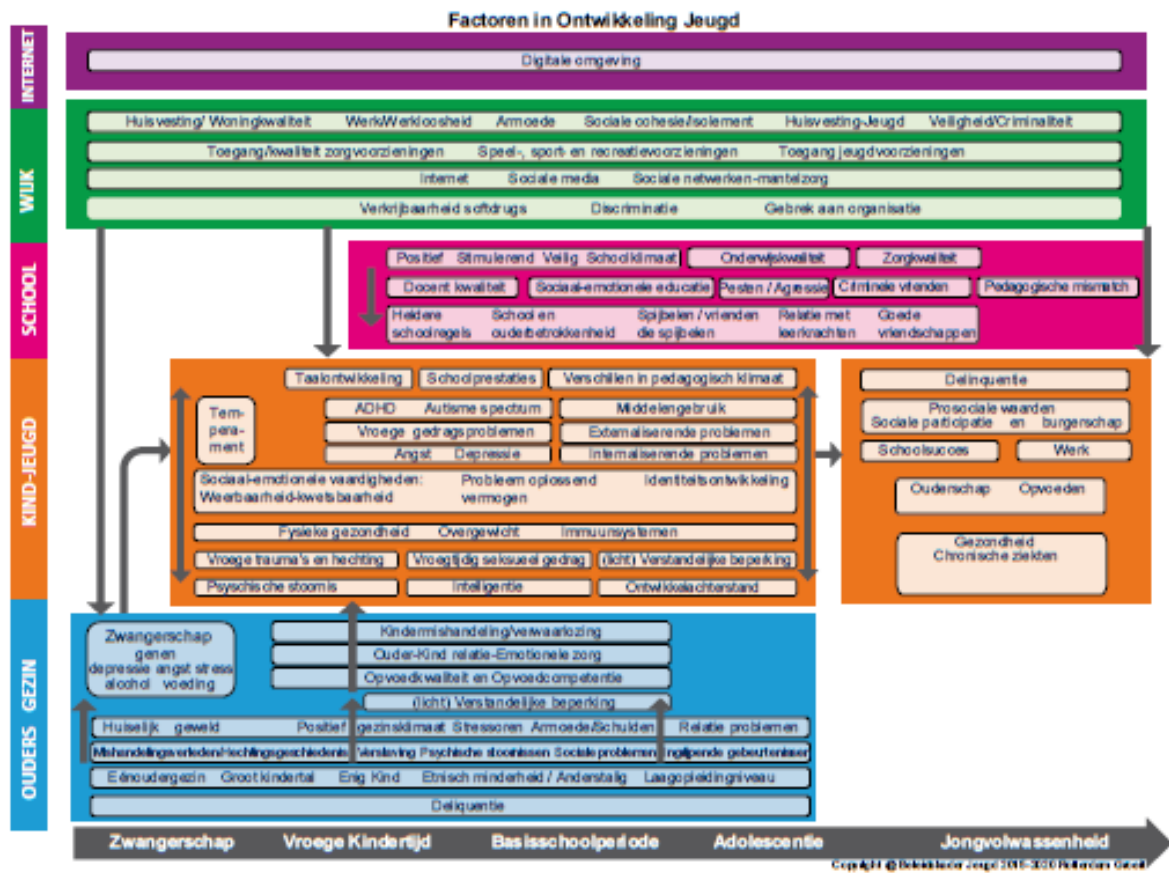 Factoren in Ontwikkeling Jeugd
INTERNET
Digitale omgeving
WIJK
Huisvesting/ Woningkwaliteit Werk/Werkloosheid Armoede Sociale cohesie/isolement Huisvesting-Jeugd Veiligheid/Criminaliteit
Toegang/kwaliteit zorgvoorzieningen Speel-, sport- en recreatievoorzieningen Toegang jeugdvoorzieningen
Internet Sociale media Sociale netwerken-mantelzorg
Verkrijbaarheid softdrugs Discriminatie Gebrek aan organisatie
SCHOOL
Positief Stimulerend Veilig Schoolklimaat Onderwijskwaliteit Zorgkwaliteit
Docent kwaliteit Sociaal-emotionele educatie Pesten / Agressie Criminele vrienden Pedagogische mismatch
Heldere School en Spijbelen / vrienden Relatie met Goede
schoolregels ouderbetrokkenheid die spijbelen leerkrachten vriendschappen
KIND-JEUGD
Taalontwikkeling Schoolprestaties Verschillen in pedagogisch klimaat
Tem-
pera-
ment
ADHD Autisme spectrum Middelengebruik
Vroege gedragsproblemen Externaliserende problemen
Angst Depressie Internaliserende problemen
Sociaal-emotionele vaardigheden: Probleem oplossend Identiteitsontwikkeling
Weerbaarheid-kwetsbaarheid vermogen
Fysieke gezondheid Overgewicht Immuunsystemen
Vroege trauma's en hechting Vroegtijdig seksueel gedrag (licht) Verstandelijke beperking
Psyschische stoornis Intelligentie Ontwikkelachterstand
Delinquentie
Prosociale waarden
Sociale participatie en burgerschap
Schoolsucces Werk
Ouderschap Opvoeden
Gezondheid
Chronische ziekten
OUDERS GEZIN
Zwangerschap
genen
depressie angst stress
alcohol voeding
Kindermishandeling/verwaarlozing
Ouder-Kind relatie-Emotionele zorg
Opvoedkwaliteit en Opvoedcompetentie
(licht) Verstandelijke beperking
Huiselijk geweld Positief gezinsklimaat Stressoren Armoede/Schulden Relatie problemen
Mishandelingsverleden/Hechtingsgeschiedenis Verslaving Psychische stoornissen Sociale problemen Ingrijpende gebeurtenissen
Eénoudergezin Groot kindertal Enig Kind Etnisch minderheid / Anderstalig Laagopleidingniveau
Deliquentie
Zwangerschap Vroege Kindertijd Basisschoolperiode Adolescentie Jongvolwassenheid
Copyright @ Beleidskader Jeugd 2015-2020 Rotterdam